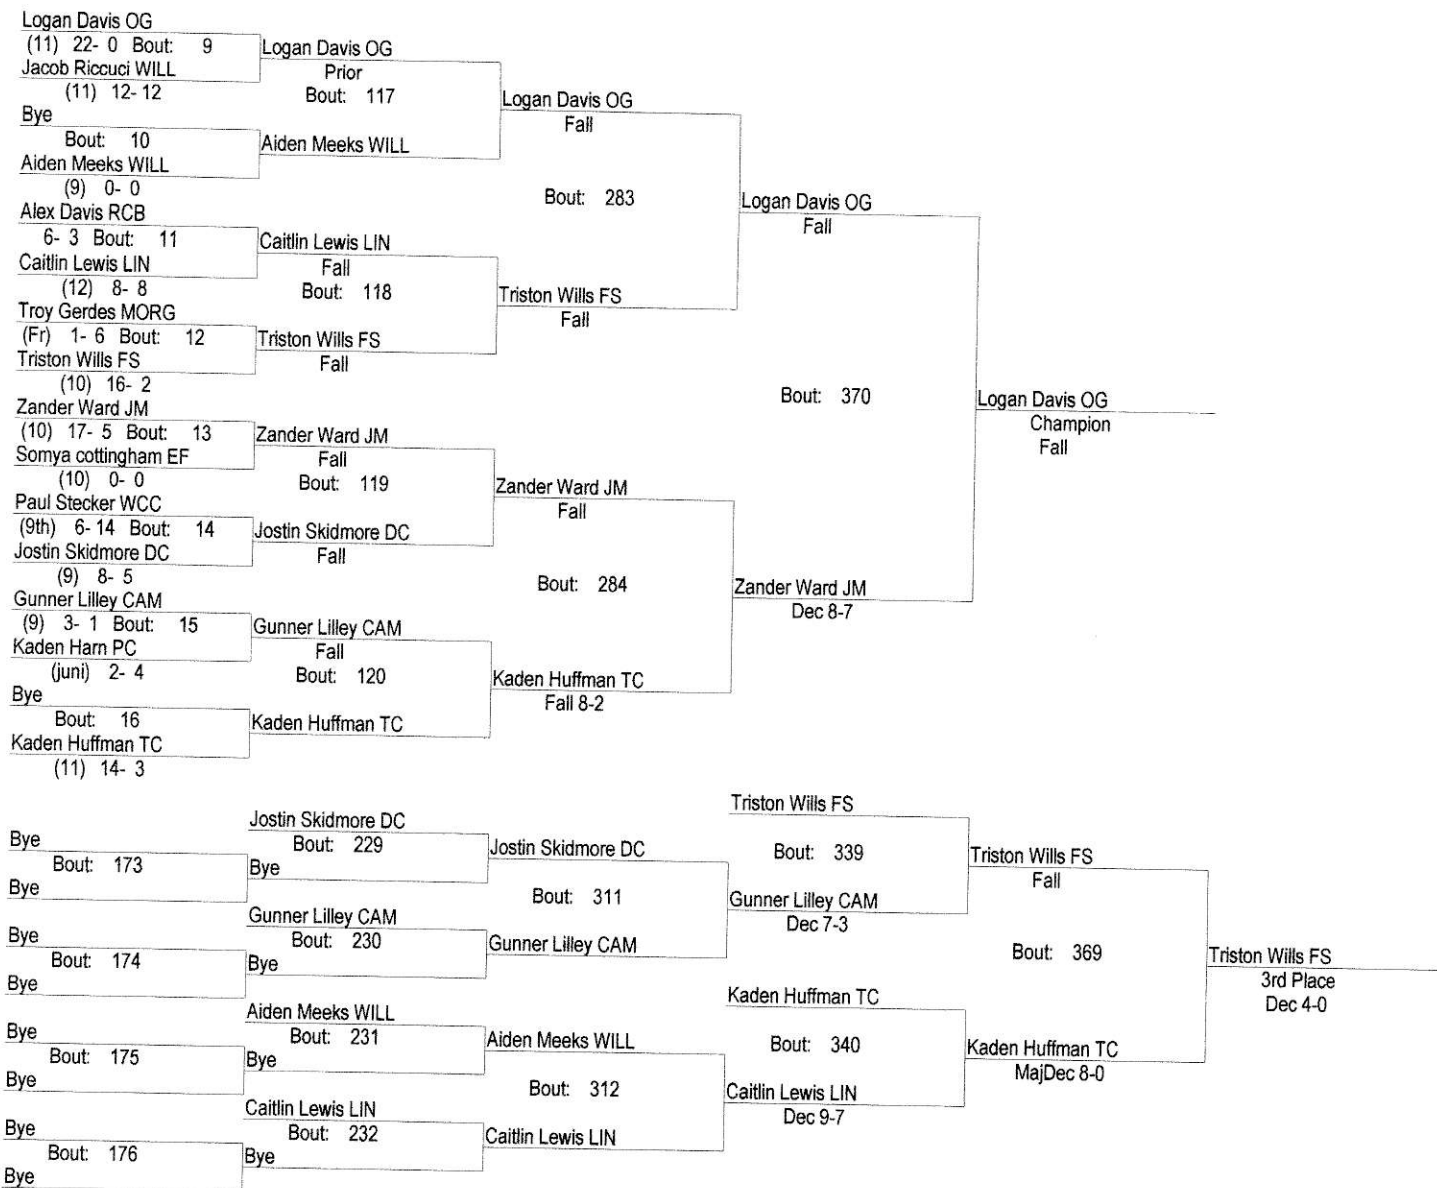 Logan Davis OG
(11) 22- 0 Bout: 9
Jacob Riccuci WILL
(11) 12- 12
Bye
Bout: 10
Aiden Meeks WILL
(9) 0- 0
Alex Davis RCB
6- 3 Bout: 11
Caitlin Lewis LIN
(12) 8- 8
Troy Gerdes MORG
(Fr) 1- 6 Bout: 12
Triston Wills FS
(10) 16- 2
Zander Ward JM
(10) 17- 5 Bout: 13
Somya cottingham EF
(10) 0- 0
Paul Stecker WCC
(9th) 6- 14 Bout: 14
Jostin Skidmore DC
(9) 8- 5
Gunner Lilley CAM
(9) 3- 1 Bout: 15
Kaden Harn PC
(juni) 2- 4
Bye
Bout: 16
Kaden Huffman TC
(11) 14- 3
Logan Davis OG
Prior
Bout: 117
Aiden Meeks WILL
Caitlin Lewis LIN
Fall
Bout: 118
Triston Wills FS
Fall
Zander Ward JM
Fall
Bout: 119
Jostin Skidmore DC
Fall
Gunner Lilley CAM
Fall
Bout: 120
Kaden Huffman TC
Logan Davis OG
Fall
Bout: 283
Triston Wills FS
Fall
Zander Ward JM
Fall
Bout: 284
Kaden Huffman TC
Fall 8-2
Logan Davis OG
Fall
Bout: 370
Zander Ward JM
Dec 8-7
Logan Davis OG
Champion
Fall
Bye
Bout: 173
Bye
Bye
Bout: 174
Bye
Bye
Bout: 175
Bye
Bye
Bout: 176
Bye
Jostin Skidmore DC
Bout: 229
Bye
Gunner Lilley CAM
Bout: 230
Bye
Aiden Meeks WILL
Bout: 231
Bye
Caitlin Lewis LIN
Bout: 232
Bye
Jostin Skidmore DC
Bout: 311
Gunner Lilley CAM
Aiden Meeks WILL
Bout: 312
Caitlin Lewis LIN
Triston Wills FS
Bout: 339
Gunner Lilley CAM
Dec 7-3
Kaden Huffman TC
Bout: 340
Caitlin Lewis LIN
Dec 9-7
Triston Wills FS
Fall
Bout: 369
Kaden Huffman TC
MajDec 8-0
Triston Wills FS
3rd Place
Dec 4-0